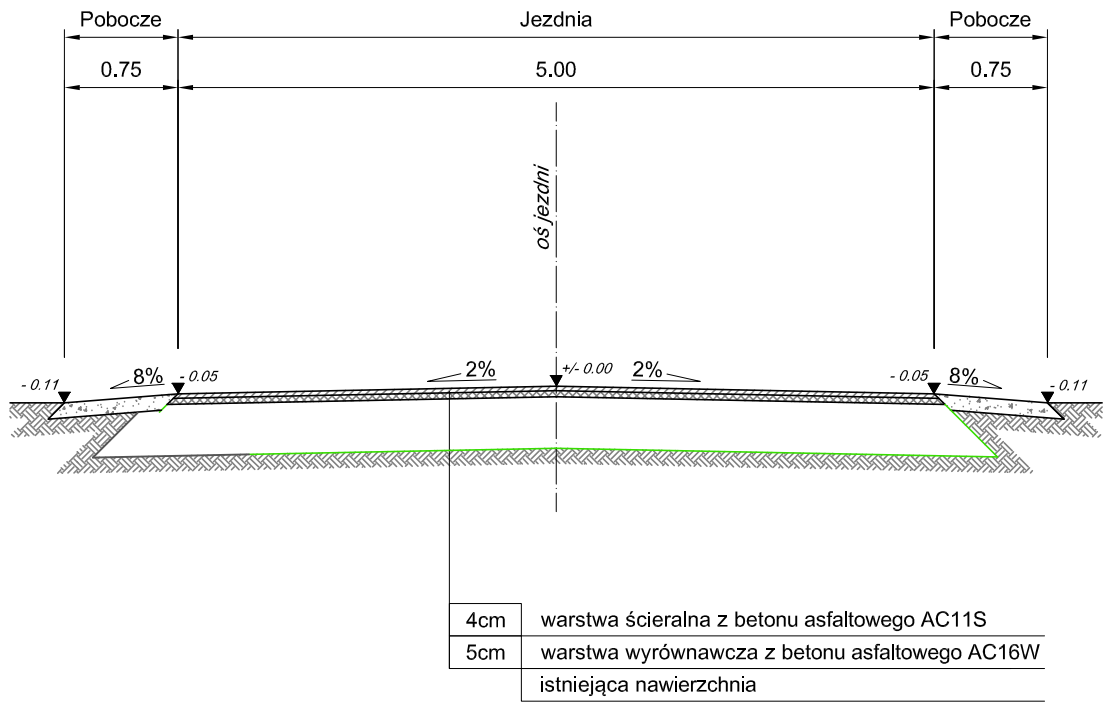 Pobocze Jezdnia Pobocze
0.75 5.00 0.75
oś jezdni
- 0.11 8% - 0.05 2% +/- 0.00 2% - 0.05 8% - 0.11
4cm warstwa ścieralna z betonu asfaltowego AC11S
5cm warstwa wyrównawcza z betonu asfaltowego AC16W
istniejąca nawierzchnia